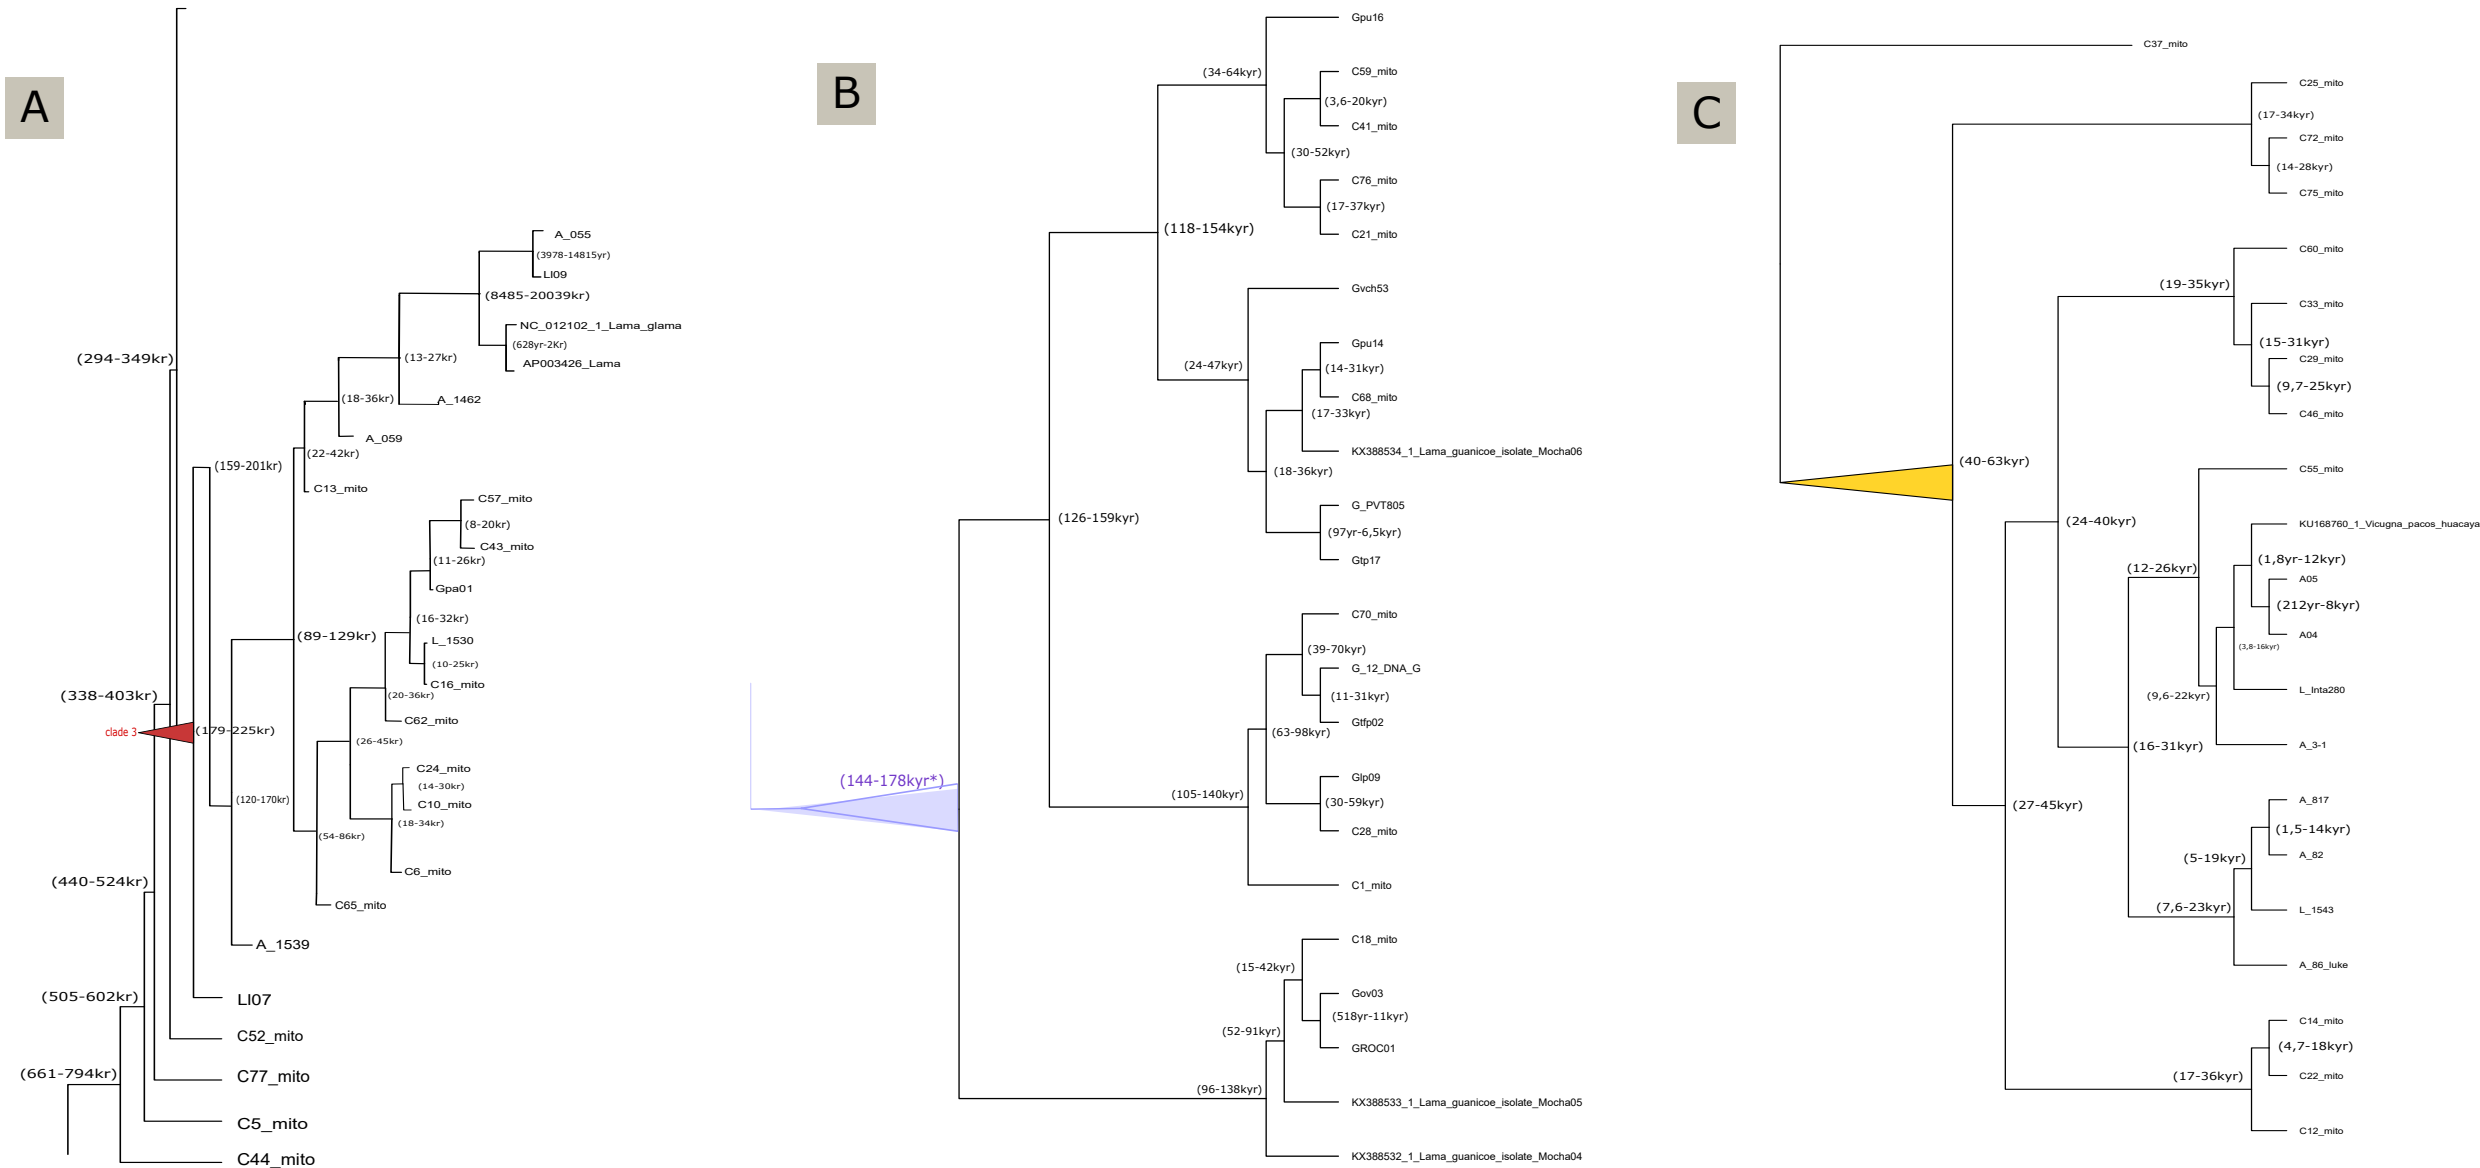 A
(294-349kr)
A_055
(3978-14815yr)
LI09
(8485-20039kr)
NC_012102_1_Lama_glama
(628yr-2Kr)
AP003426_Lama
(13-27kr)
(18-36kr)
A_1462
A_059
(22-42kr)
(159-201kr)
C13_mito
C57_mito
(8-20kr)
C43_mito
(11-26kr)
Gpa01
(16-32kr)
(89-129kr)
L_1530
(10-25kr)
C16_mito
(20-36kr)
(338-403kr)
C62_mito
clade 3
(179-225kr)
(26-45kr)
C24_mito
(14-30kr)
(120-170kr)
C10_mito
(18-34kr)
(54-86kr)
C6_mito
(440-524kr)
C65_mito
A_1539
(505-602kr)
LI07
C52_mito
(661-794kr)
C77_mito
C5_mito
C44_mito
B
Gpu16
(34-64kyr)
C59_mito
(3,6-20kyr)
C41_mito
(30-52kyr)
C76_mito
(17-37kyr)
(118-154kyr)
C21_mito
Gvch53
Gpu14
(24-47kyr)
(14-31kyr)
C68_mito
(17-33kyr)
KX388534_1_Lama_guanicoe_isolate_Mocha06
(18-36kyr)
G_PVT805
(126-159kyr)
(97yr-6,5kyr)
Gtp17
C70_mito
(39-70kyr)
G_12_DNA_G
(11-31kyr)
Gtfp02
(63-98kyr)
(144-178kyr*)
Glp09
(105-140kyr)
(30-59kyr)
C28_mito
C1_mito
C18_mito
(15-42kyr)
Gov03
(518yr-11kyr)
(52-91kyr)
GROC01
(96-138kyr)
KX388533_1_Lama_guanicoe_isolate_Mocha05
KX388532_1_Lama_guanicoe_isolate_Mocha04
C
C37_mito
C25_mito
(17-34kyr)
C72_mito
(14-28kyr)
C75_mito
C60_mito
(19-35kyr)
C33_mito
(15-31kyr)
C29_mito
(9,7-25kyr)
C46_mito
(40-63kyr)
C55_mito
(24-40kyr)
KU168760_1_Vicugna_pacos_huacaya
(1,8yr-12kyr)
(12-26kyr)
A05
(212yr-8kyr)
A04
(3,8-16kyr)
L_Inta280
(9,6-22kyr)
A_3-1
(16-31kyr)
A_817
(27-45kyr)
(1,5-14kyr)
A_82
(5-19kyr)
(7,6-23kyr)
L_1543
A_86_luke
C14_mito
(4,7-18kyr)
(17-36kyr)
C22_mito
C12_mito